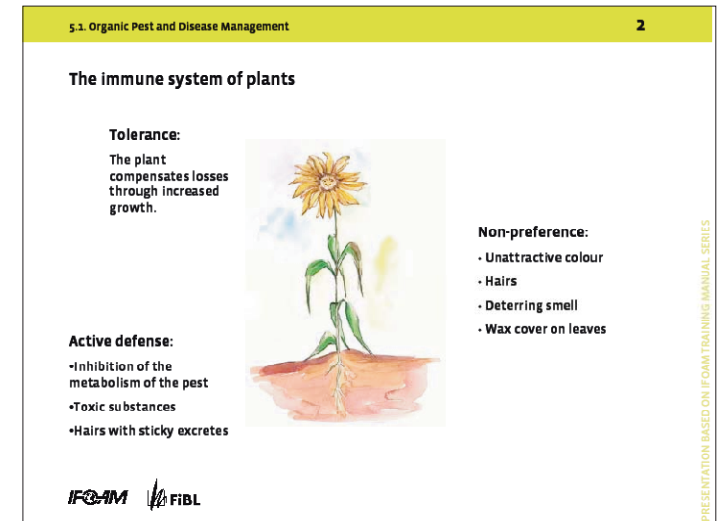 5.1. Organic Pest and Disease Management
2
The immune system of plants
Tolerance:
The plant
compensates losses
through increased
growth.
Non-preference:
• Unattractive colour
• Hairs
• Deterring smell
• Wax cover on leaves
Active defense:
•Inhibition of the
metabolism of the pest
•Toxic substances
•Hairs with sticky excretes
IFOAM
FiBL
PRESENTATION BASED ON IFOAM TRAINING MANUAL SERIES